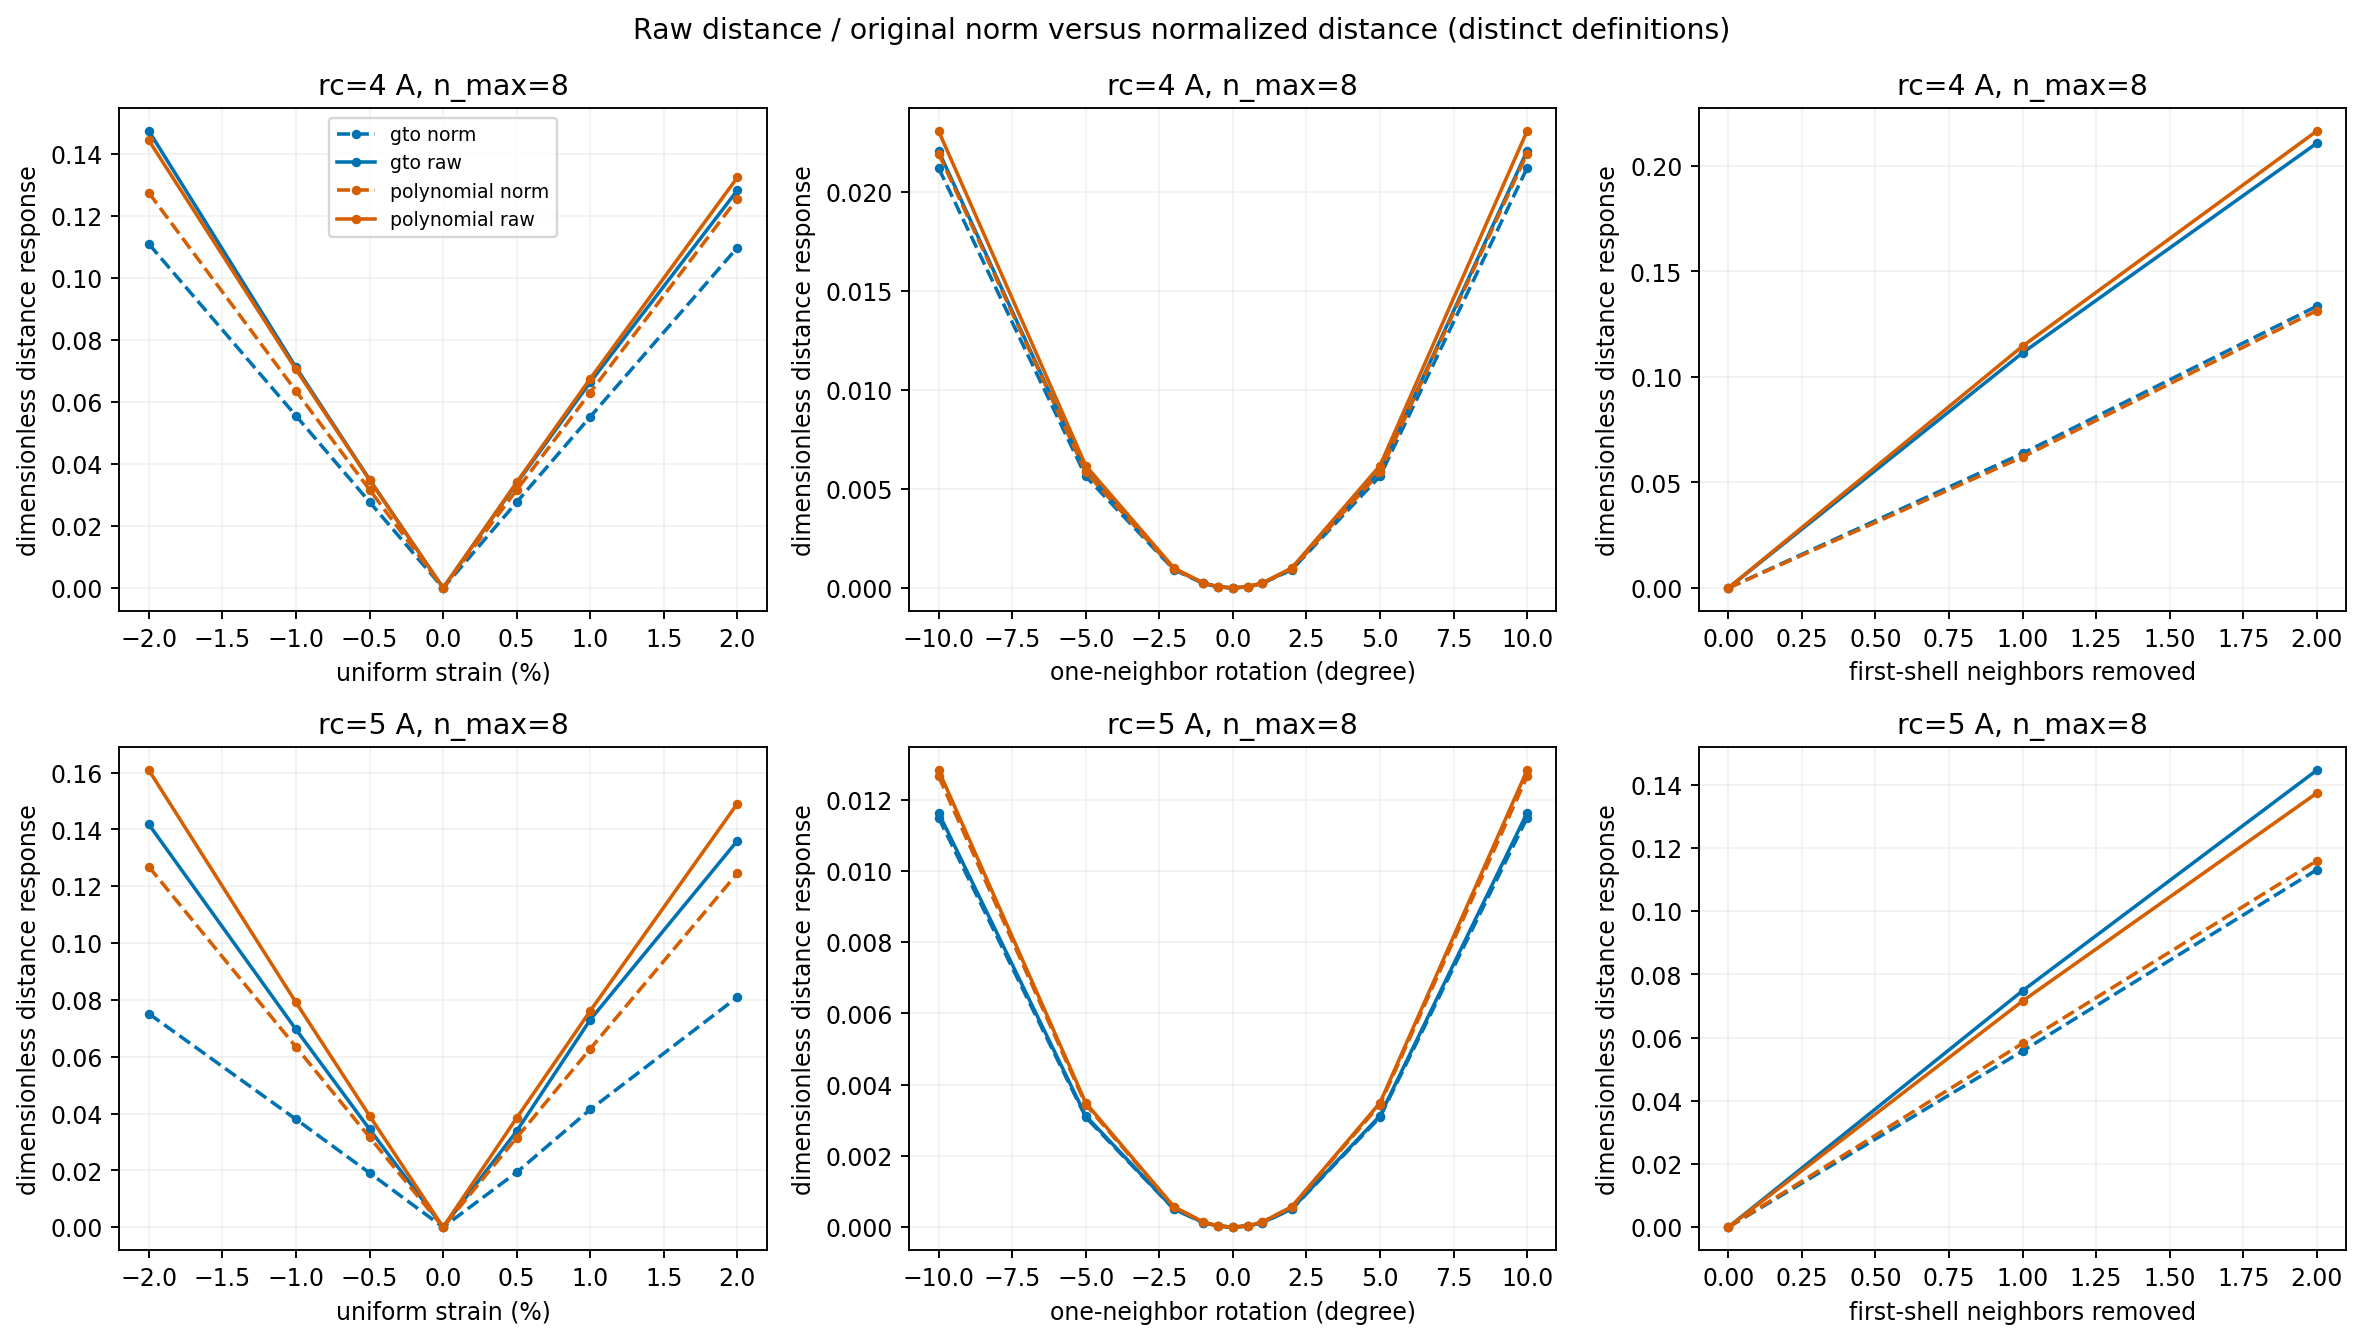 Raw distance / original norm versus normalized distance (distinct definitions)
rc=4 A, n_max=8
dimensionless distance response
0.14
0.12
0.10
0.08
0.06
0.04
0.02
0.00
gto norm
gto raw
polynomial norm
polynomial raw
−2.0 −1.5 −1.0 −0.5 0.0 0.5 1.0 1.5 2.0
uniform strain (%)
rc=4 A, n_max=8
dimensionless distance response
0.020
0.015
0.010
0.005
0.000
−10.0 −7.5 −5.0 −2.5 0.0 2.5 5.0 7.5 10.0
one-neighbor rotation (degree)
rc=4 A, n_max=8
dimensionless distance response
0.20
0.15
0.10
0.05
0.00
0.00 0.25 0.50 0.75 1.00 1.25 1.50 1.75 2.00
first-shell neighbors removed
rc=5 A, n_max=8
dimensionless distance response
0.16
0.14
0.12
0.10
0.08
0.06
0.04
0.02
0.00
−2.0 −1.5 −1.0 −0.5 0.0 0.5 1.0 1.5 2.0
uniform strain (%)
rc=5 A, n_max=8
dimensionless distance response
0.012
0.010
0.008
0.006
0.004
0.002
0.000
−10.0 −7.5 −5.0 −2.5 0.0 2.5 5.0 7.5 10.0
one-neighbor rotation (degree)
rc=5 A, n_max=8
dimensionless distance response
0.14
0.12
0.10
0.08
0.06
0.04
0.02
0.00
0.00 0.25 0.50 0.75 1.00 1.25 1.50 1.75 2.00
first-shell neighbors removed